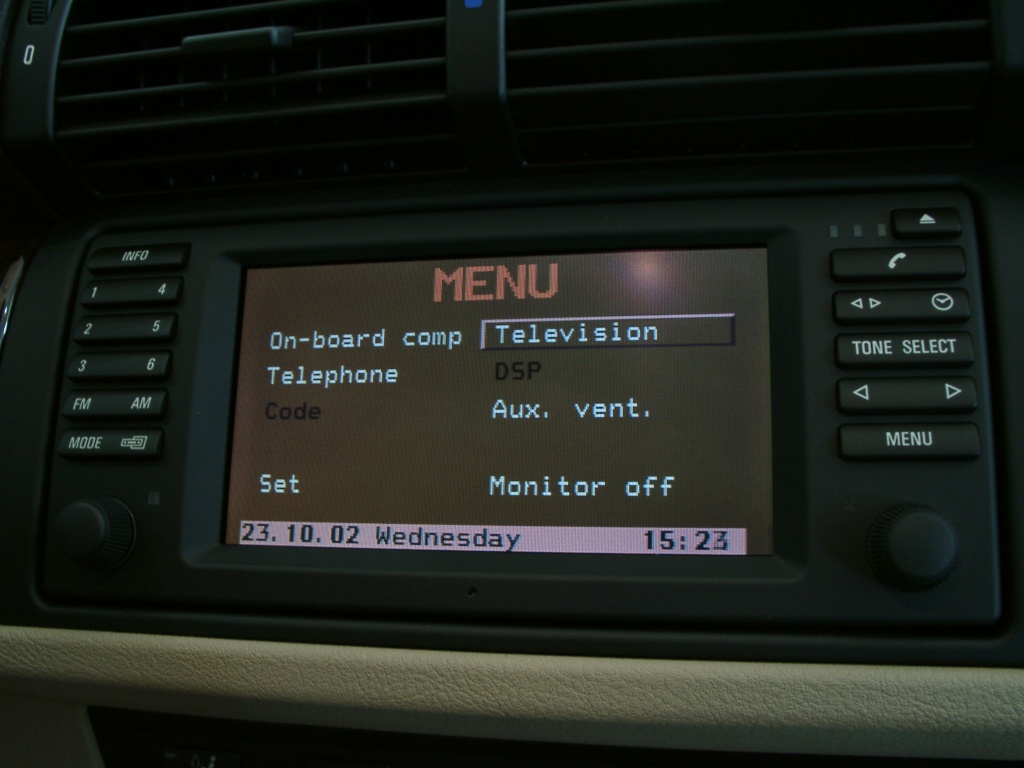 0
INFO
1 4
2 5
3 6
FM AM
MODE
MENU
On-board comp Television
Telephone DSP
Code Aux. vent.
Set Monitor off
23.10.02 Wednesday 15:23
TONE SELECT
MENU